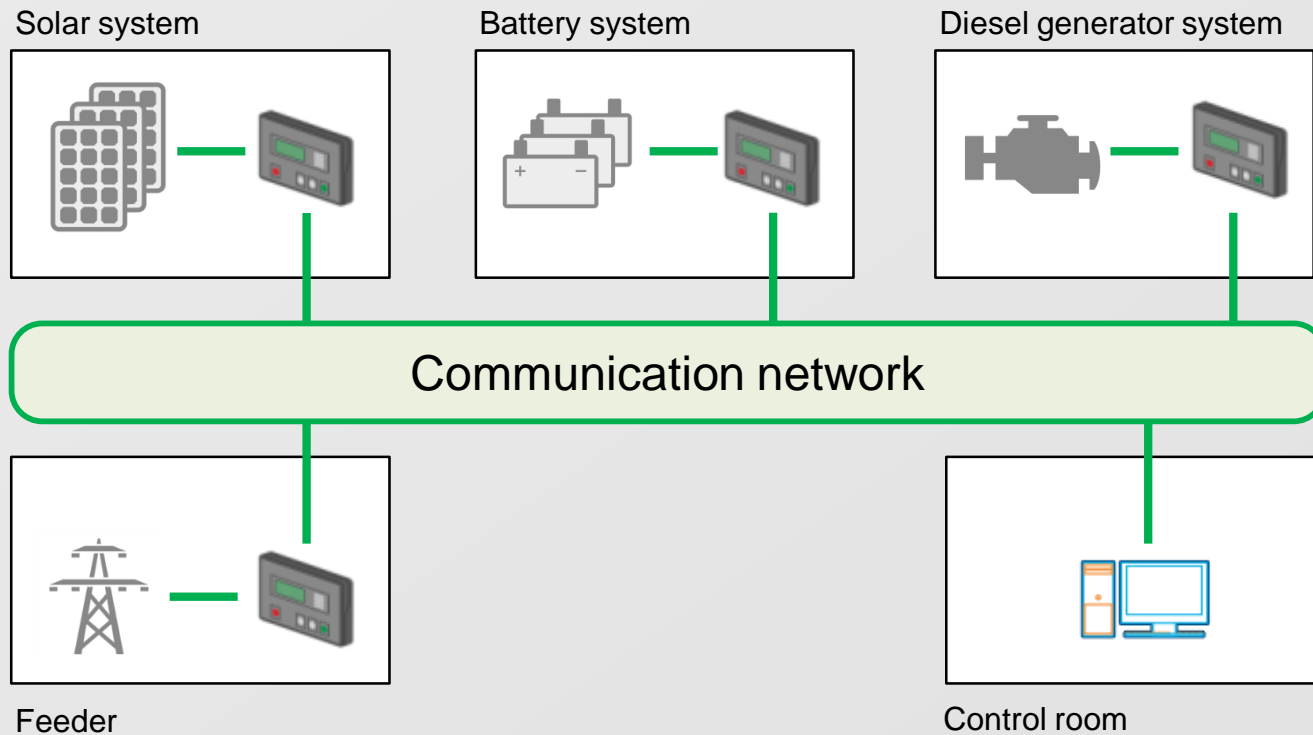 Solar system
Battery system
Diesel generator system
+ −
Communication network
Feeder
Control room